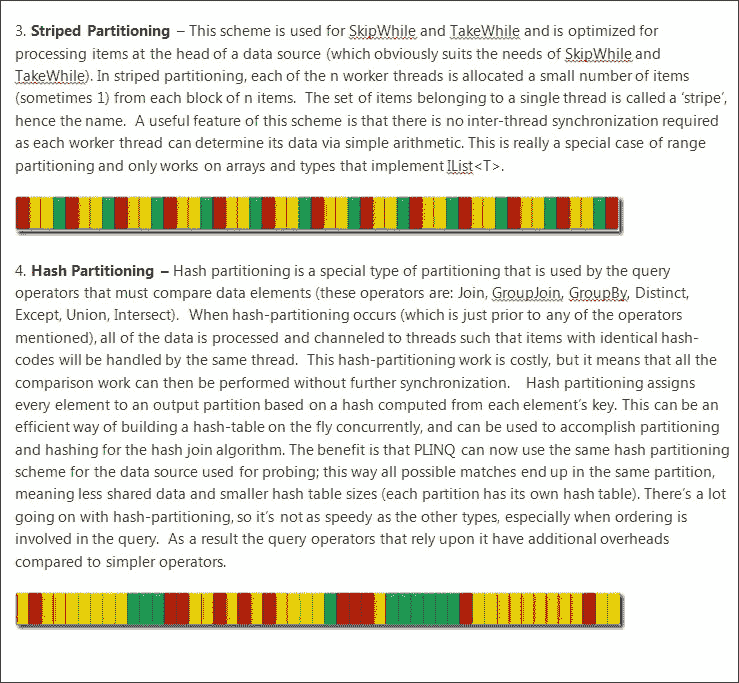 3. Striped Partitioning – This scheme is used for SkipWhile and TakeWhile and is optimized for
processing items at the head of a data source (which obviously suits the needs of SkipWhile and
TakeWhile). In striped partitioning, each of the n worker threads is allocated a small number of items
(sometimes 1) from each block of n items.  The set of items belonging to a single thread is called a ‘stripe’,
hence the name.  A useful feature of this scheme is that there is no inter-thread synchronization required
as each worker thread can determine its data via simple arithmetic. This is really a special case of range
partitioning and only works on arrays and types that implement IList<T>.
4. Hash Partitioning – Hash partitioning is a special type of partitioning that is used by the query
operators that must compare data elements (these operators are: Join, GroupJoin, GroupBy, Distinct,
Except, Union, Intersect).  When hash-partitioning occurs (which is just prior to any of the operators
mentioned), all of the data is processed and channeled to threads such that items with identical hash-
codes will be handled by the same thread.  This hash-partitioning work is costly, but it means that all the
comparison work can then be performed without further synchronization.    Hash partitioning assigns
every element to an output partition based on a hash computed from each element’s key. This can be an
efficient way of building a hash-table on the fly concurrently, and can be used to accomplish partitioning
and hashing for the hash join algorithm. The benefit is that PLINQ can now use the same hash partitioning
scheme for the data source used for probing; this way all possible matches end up in the same partition,
meaning less shared data and smaller hash table sizes (each partition has its own hash table). There’s a lot
going on with hash-partitioning, so it’s not as speedy as the other types, especially when ordering is
involved in the query.  As a result the query operators that rely upon it have additional overheads
compared to simpler operators.